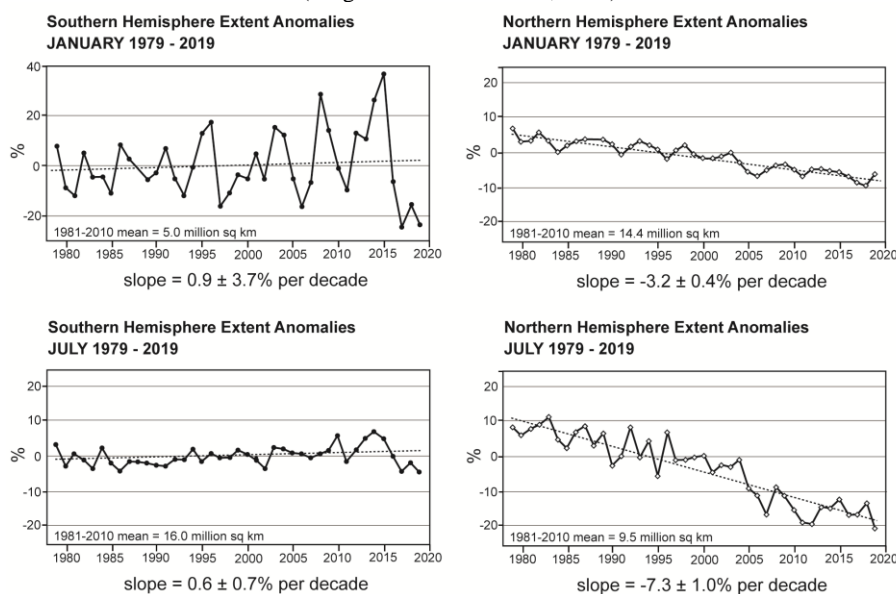 Southern Hemisphere Extent Anomalies
JANUARY 1979 - 2019
40
20
0
-20
%
1981-2010 mean = 5.0 million sq km
1980 1985 1990 1995 2000 2005 2010 2015 2020
slope = 0.9 ± 3.7% per decade
Northern Hemisphere Extent Anomalies
JANUARY 1979 - 2019
20
10
0
-10
-20
%
1981-2010 mean = 14.4 million sq km
1980 1985 1990 1995 2000 2005 2010 2015 2020
slope = -3.2 ± 0.4% per decade
Southern Hemisphere Extent Anomalies
JULY 1979 - 2019
20
10
0
-10
-20
%
1981-2010 mean = 16.0 million sq km
1980 1985 1990 1995 2000 2005 2010 2015 2020
slope = 0.6 ± 0.7% per decade
Northern Hemisphere Extent Anomalies
JULY 1979 - 2019
20
10
0
-10
-20
%
1981-2010 mean = 9.5 million sq km
1980 1985 1990 1995 2000 2005 2010 2015 2020
slope = -7.3 ± 1.0% per decade